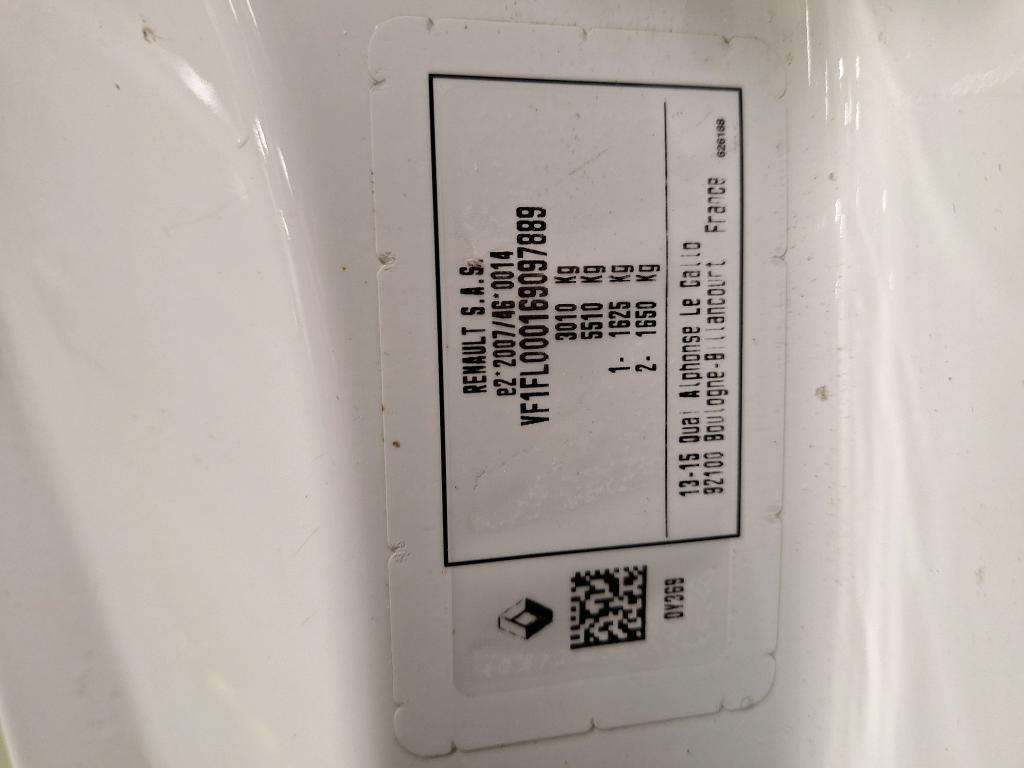 RENAULT S.A.S.
e2*2007/46*0014
VF1FL000169097889
3010 Kg
5510 Kg
1- 1625 Kg
2- 1650 Kg
13-15 Quai Alphonse Le Gallo
92100 Boulogne-Billancourt France
626188
DY369